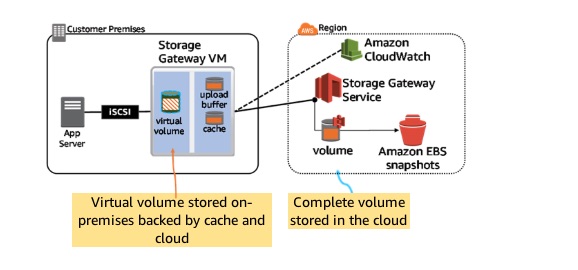 Customer Premises
Storage
Gateway VM
App
Server
iSCSI
virtual
volume
upload
buffer
cache
AWS
Region
Amazon
CloudWatch
Storage Gateway
Service
volume
Amazon EBS
snapshots
Virtual volume stored on-
premises backed by cache and
cloud
Complete volume
stored in the cloud